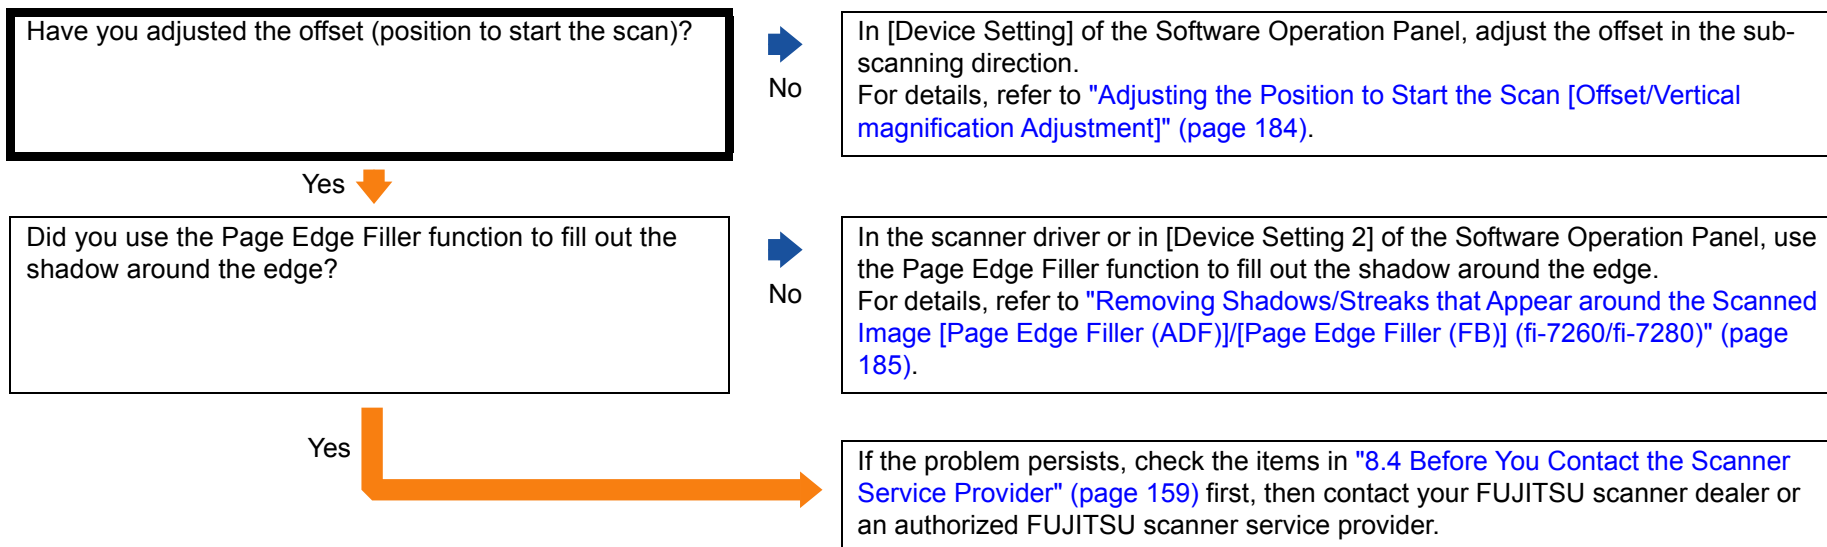 Have you adjusted the offset (position to start the scan)?
No
In [Device Setting] of the Software Operation Panel, adjust the offset in the sub-
scanning direction.
For details, refer to "Adjusting the Position to Start the Scan [Offset/Vertical
magnification Adjustment]" (page 184).
Yes
Did you use the Page Edge Filler function to fill out the
shadow around the edge?
No
In the scanner driver or in [Device Setting 2] of the Software Operation Panel, use
the Page Edge Filler function to fill out the shadow around the edge.
For details, refer to "Removing Shadows/Streaks that Appear around the Scanned
Image [Page Edge Filler (ADF)]/[Page Edge Filler (FB)] (fi-7260/fi-7280)" (page
185).
Yes
If the problem persists, check the items in "8.4 Before You Contact the Scanner
Service Provider" (page 159) first, then contact your FUJITSU scanner dealer or
an authorized FUJITSU scanner service provider.